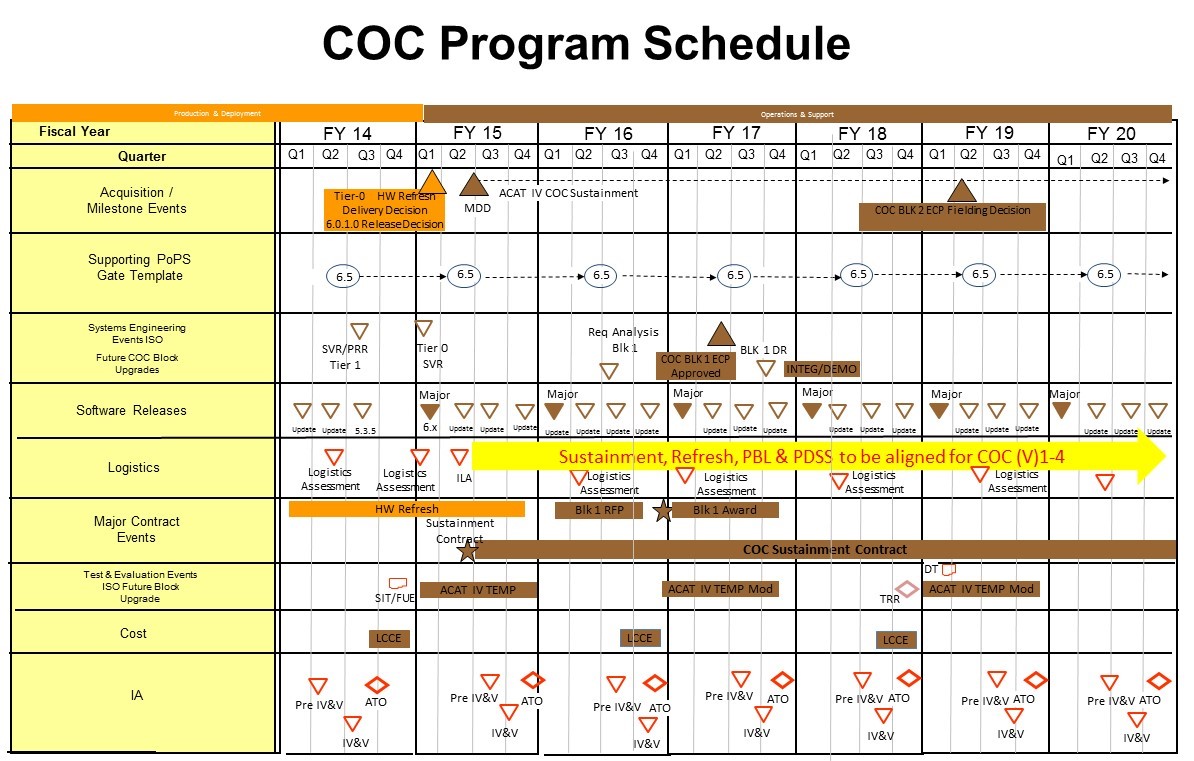 COC Program Schedule
Production & Deployment
Operations & Support
Fiscal Year
FY 14
FY 15
FY 16
FY 17
FY 18
FY 19
FY 20
Quarter
Q1 Q2 Q3 Q4
Q1 Q2 Q3 Q4
Q1 Q2 Q3 Q4
Q1 Q2 Q3 Q4
Q1 Q2 Q3 Q4
Q1 Q2 Q3 Q4
Q1 Q2 Q3 Q4
Acquisition /
Milestone Events
Tier-0 HW Refresh
Delivery Decision
6.0.1.0 Release Decision
MDD
ACAT IV COC Sustainment
COC BLK 2 ECP Fielding Decision
Supporting PoPS
Gate Template
6.5
6.5
6.5
6.5
6.5
6.5
6.5
Systems Engineering
Events ISO
Future COC Block
Upgrades
SVR/PRR
Tier 1
Tier 0
SVR
Req Analysis
Blk 1
COC BLK 1 ECP
Approved
BLK 1 DR
INTEG/DEMO
Software Releases
Update
Update
5.3.5
Major
6.x
Update
Update
Update
Major
Update
Update
Update
Update
Major
Update
Update
Update
Update
Major
Update
Update
Update
Update
Major
Update
Update
Update
Update
Major
Update
Update
Update
Update
Logistics
Logistics
Assessment
Logistics
Assessment
ILA
Sustainment, Refresh, PBL & PDSS to be aligned for COC (V)1-4
Logistics
Assessment
Logistics
Assessment
Logistics
Assessment
Logistics
Assessment
Major Contract
Events
HW Refresh
Sustainment
Contract
Blk 1 RFP
Blk 1 Award
COC Sustainment Contract
Test & Evaluation Events
ISO Future Block
Upgrade
SIT/FUE
ACAT IV TEMP
ACAT IV TEMP Mod
TRR
DT
ACAT IV TEMP Mod
Cost
LCCE
LCCE
LCCE
IA
Pre IV&V
ATO
IV&V
Pre IV&V
ATO
IV&V
Pre IV&V
ATO
IV&V
Pre IV&V
ATO
IV&V
Pre IV&V
ATO
IV&V
Pre IV&V
ATO
IV&V
Pre IV&V
ATO
IV&V